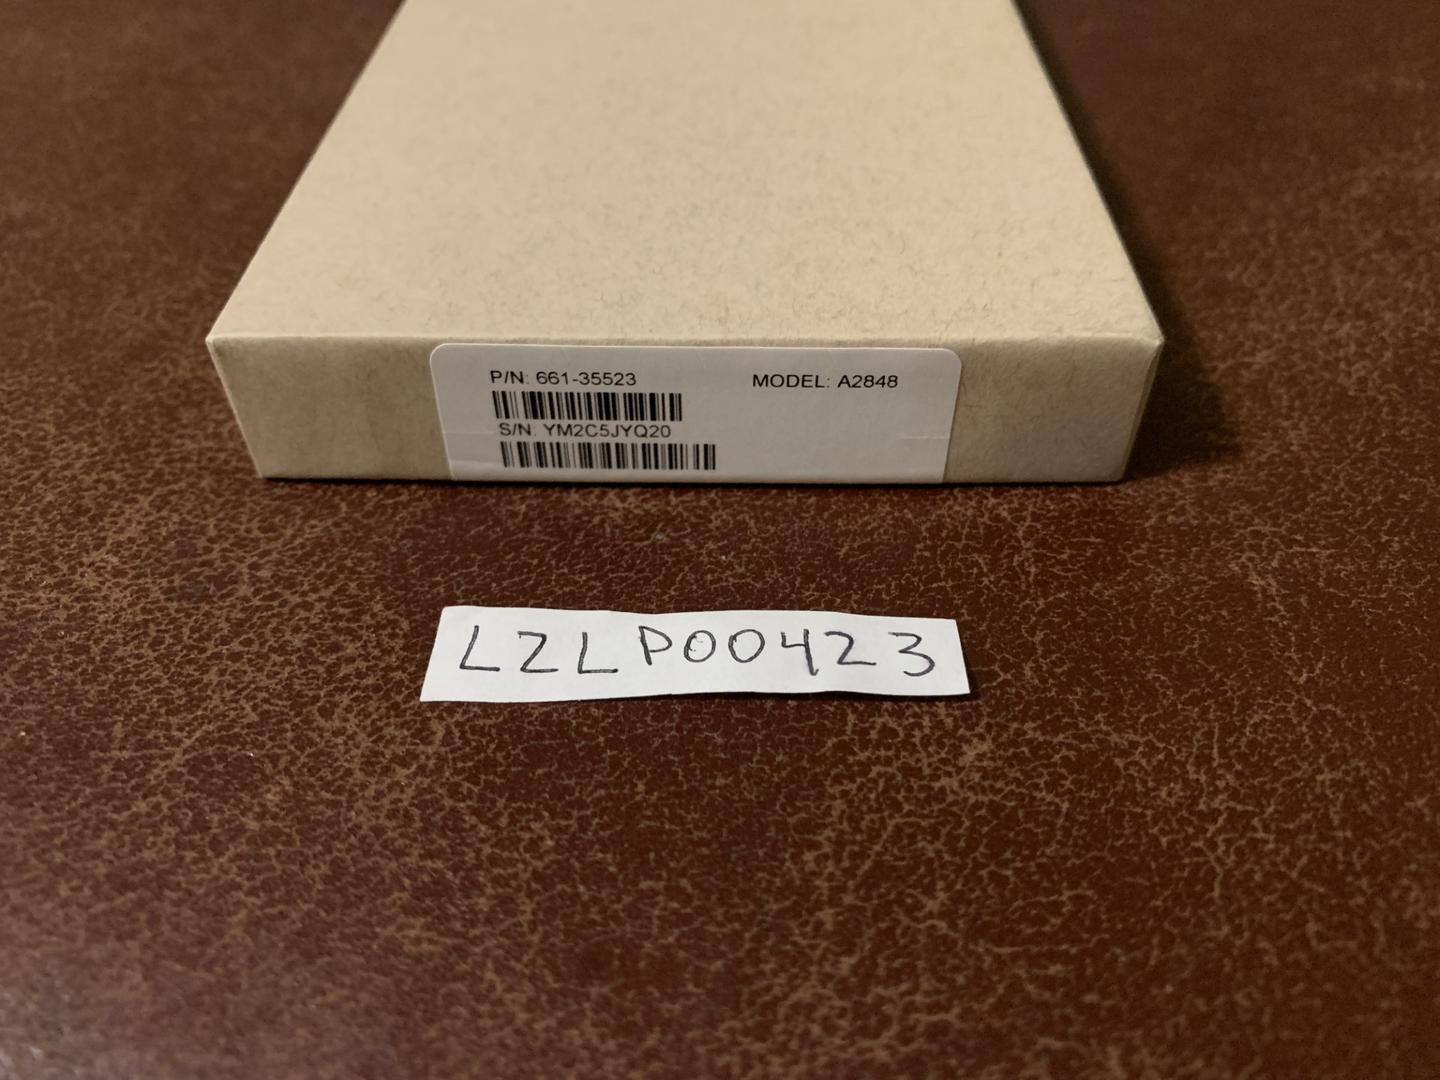 P/N: 661-35523 MODEL: A2848
S/N: YM2C5JYQ20
LZLP00423